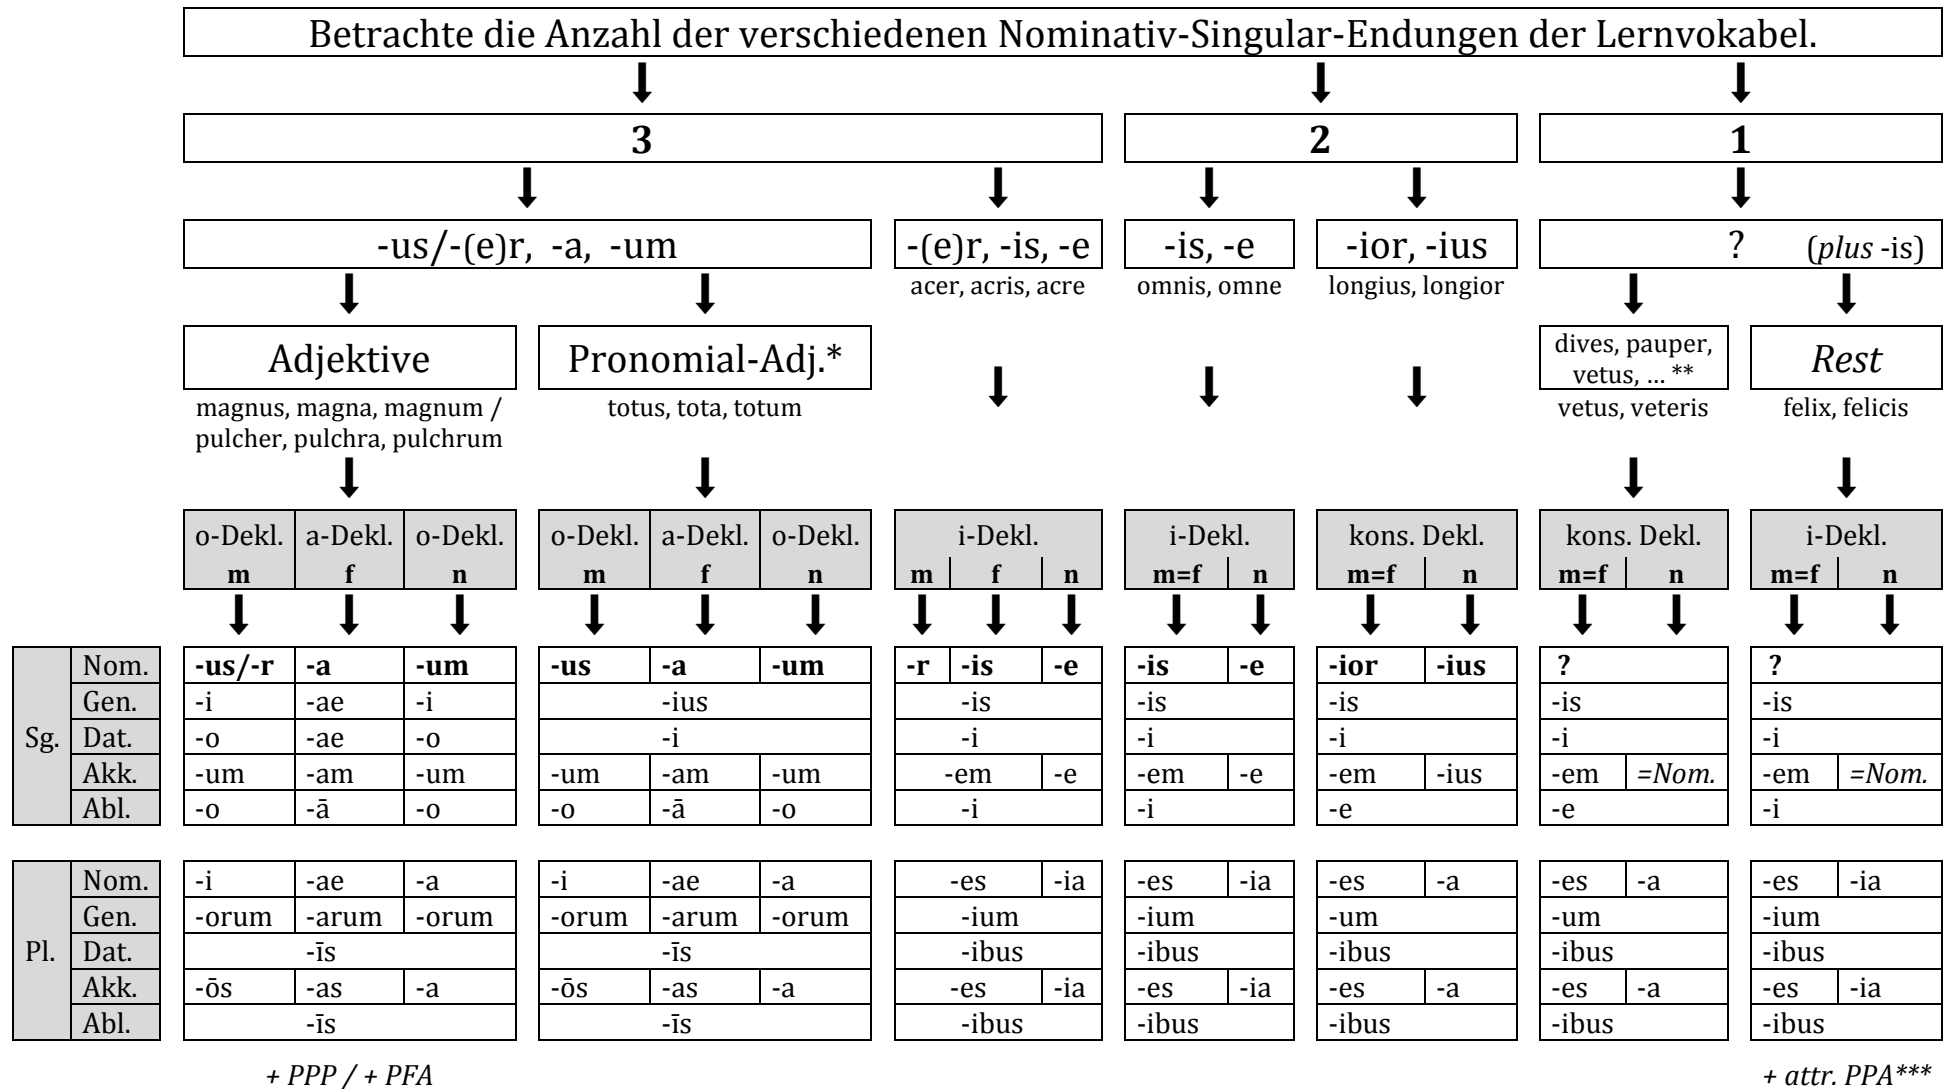 Betrachte die Anzahl der verschiedenen Nominativ-Singular-Endungen der Lernvokabel.
3 2 1
-us/-(e)r, -a, -um -(e)r, -is, -e -is, -e -ior, -ius ? (plus -is)
acer, acris, acre omnis, omne longius, longior
Adjektive Pronomial-Adj.* dives, pauper, vetus, ... ** Rest
magnus, magna, magnum / totus, tota, totum vetus, veteris felix, felicis
pulcher, pulchra, pulchrum
o-Dekl. a-Dekl. o-Dekl. o-Dekl. a-Dekl. o-Dekl. i-Dekl. i-Dekl. kons. Dekl. kons. Dekl. i-Dekl.
m f n m f n m f n m=f n m=f n m=f n m=f n
Nom. -us/-r -a -um -us -a -um -r -is -e -is -e -ior -ius ? ?
Gen. -i -ae -i -ius -is -is -is -is -is
Sg. Dat. -o -ae -o -i -i -i -i -i -i
Akk. -um -am -um -um -am -um -em -e -em -e -em -ius -em =Nom. -em =Nom.
Abl. -o -ā -o -o -ā -o -i -i -e -e -i
Nom. -i -ae -a -i -ae -a -es -ia -es -ia -es -a -es -a -es -ia
Gen. -orum -arum -orum -orum -arum -orum -ium -ium -um -um -ium
Pl. Dat. -īs -īs -ibus -ibus -ibus -ibus -ibus
Akk. -ōs -as -a -ōs -as -a -es -ia -es -ia -es -a -es -a -es -ia
Abl. -īs -īs -ibus -ibus -ibus -ibus -ibus
+ PPP / + PFA + attr. PPA***